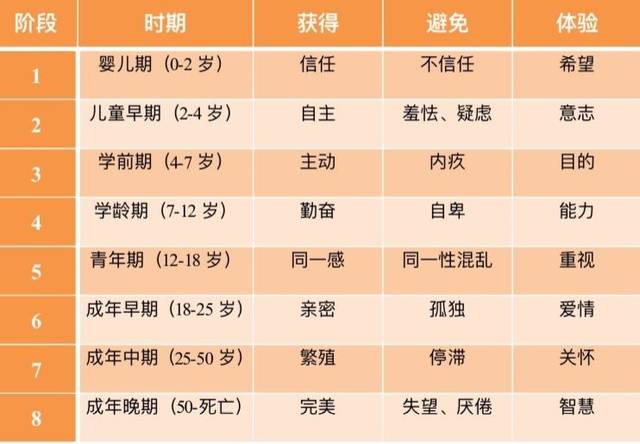 阶段 时期 获得 避免 体验
1 婴儿期（0-2 岁） 信任 不信任 希望
2 儿童早期（2-4 岁） 自主 羞怯、疑虑 意志
3 学前期（4-7 岁） 主动 内疚 目的
4 学龄期（7-12 岁） 勤奋 自卑 能力
5 青年期（12-18 岁） 同一感 同一性混乱 重视
6 成年早期（18-25 岁） 亲密 孤独 爱情
7 成年中期（25-50 岁） 繁殖 停滞 关怀
8 成年晚期（50-死亡） 完美 失望、厌倦 智慧